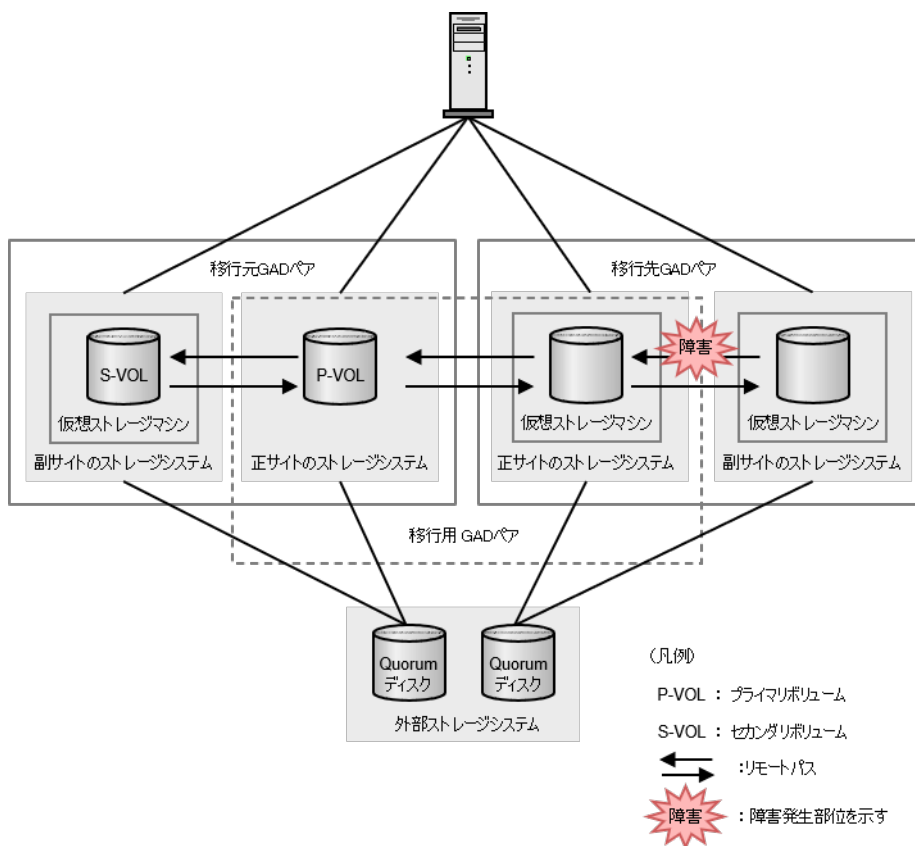 移行元GADペア
移行先GADペア
障害
S-VOL
P-VOL
仮想ストレージマシン
仮想ストレージマシン
仮想ストレージマシン
副サイトのストレージシステム
正サイトのストレージシステム
正サイトのストレージシステム
副サイトのストレージシステム
移行用 GADペア
Quorum
ディスク
Quorum
ディスク
外部ストレージシステム
(凡例)
P-VOL : プライマリボリューム
S-VOL : セカンダリボリューム
:リモートパス
障害 : 障害発生部位を示す